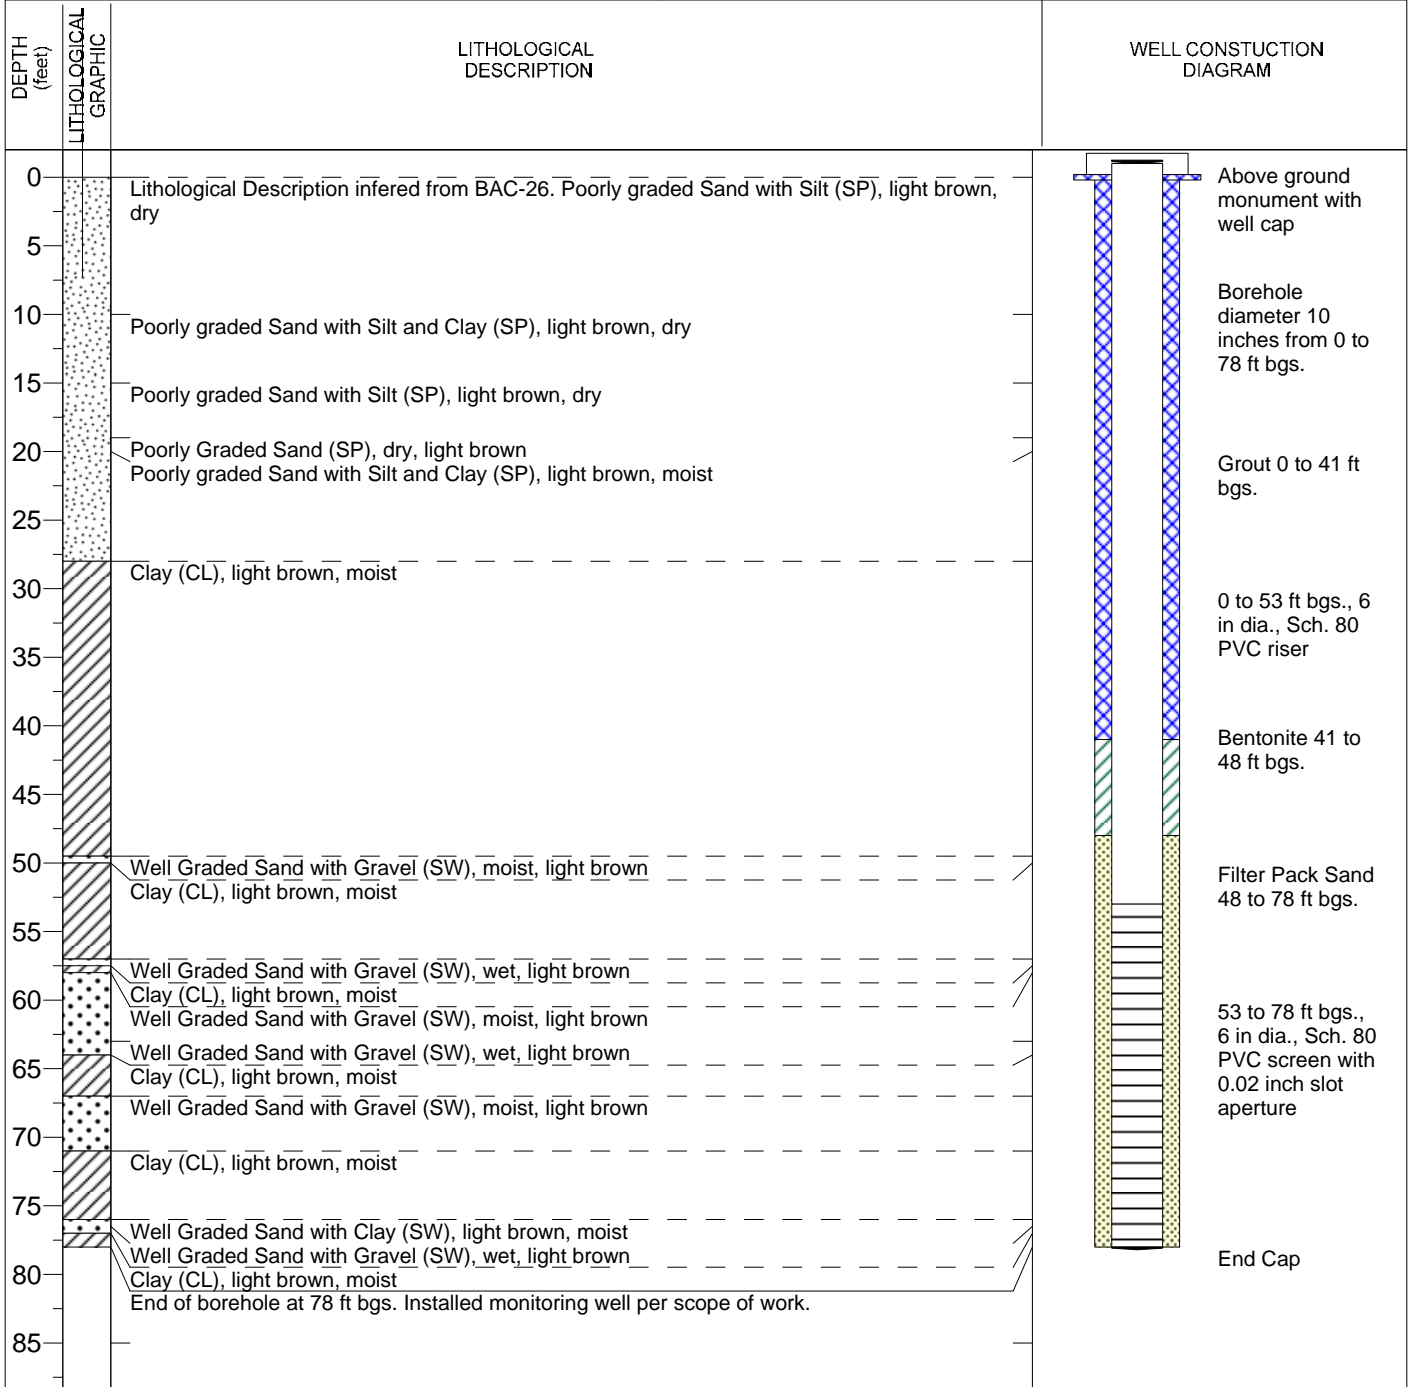 DEPTH
(feet)
LITHOLOGICAL
GRAPHIC
LITHOLOGICAL
DESCRIPTION
WELL CONSTUCTION
DIAGRAM
0
5
10
15
20
25
30
35
40
45
50
55
60
65
70
75
80
85
Lithological Description infered from BAC-26. Poorly graded Sand with Silt (SP), light brown,
dry
Poorly graded Sand with Silt and Clay (SP), light brown, dry
Poorly graded Sand with Silt (SP), light brown, dry
Poorly Graded Sand (SP), dry, light brown
Poorly graded Sand with Silt and Clay (SP), light brown, moist
Clay (CL), light brown, moist
Well Graded Sand with Gravel (SW), moist, light brown
Clay (CL), light brown, moist
Well Graded Sand with Gravel (SW), wet, light brown
Clay (CL), light brown, moist
Well Graded Sand with Gravel (SW), moist, light brown
Well Graded Sand with Gravel (SW), wet, light brown
Clay (CL), light brown, moist
Well Graded Sand with Gravel (SW), moist, light brown
Clay (CL), light brown, moist
Well Graded Sand with Clay (SW), light brown, moist
Well Graded Sand with Gravel (SW), wet, light brown
Clay (CL), light brown, moist
End of borehole at 78 ft bgs. Installed monitoring well per scope of work.
Above ground
monument with
well cap
Borehole
diameter 10
inches from 0 to
78 ft bgs.
Grout 0 to 41 ft
bgs.
0 to 53 ft bgs., 6
in dia., Sch. 80
PVC riser
Bentonite 41 to
48 ft bgs.
Filter Pack Sand
48 to 78 ft bgs.
53 to 78 ft bgs.,
6 in dia., Sch. 80
PVC screen with
0.02 inch slot
aperture
End Cap